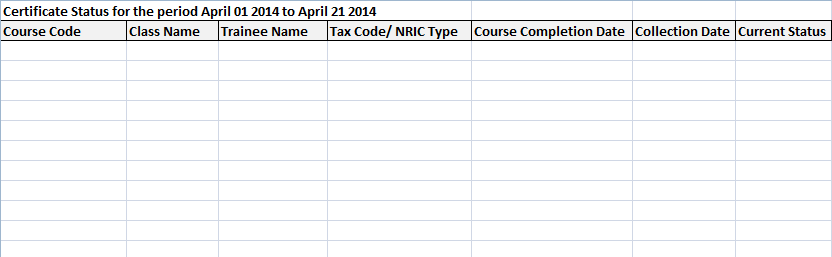 Certificate Status for the period April 01 2014 to April 21 2014
Course Code Class Name Trainee Name Tax Code/ NRIC Type Course Completion Date Collection Date Current Status